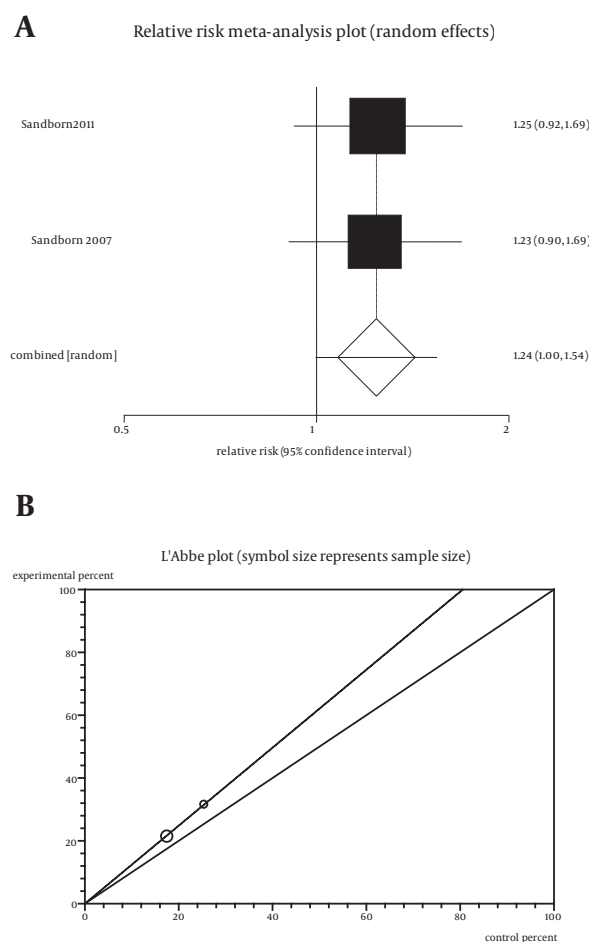 A
Relative risk meta-analysis plot (random effects)
Sandborn2011
1.25 (0.92, 1.69)
Sandborn 2007
1.23 (0.90, 1.69)
combined [random]
1.24 (1.00, 1.54)
0.5
1
2
relative risk (95% confidence interval)
B
L'Abbe plot (symbol size represents sample size)
experimental percent
100
80
60
40
20
0
0
20
40
60
80
100
control percent